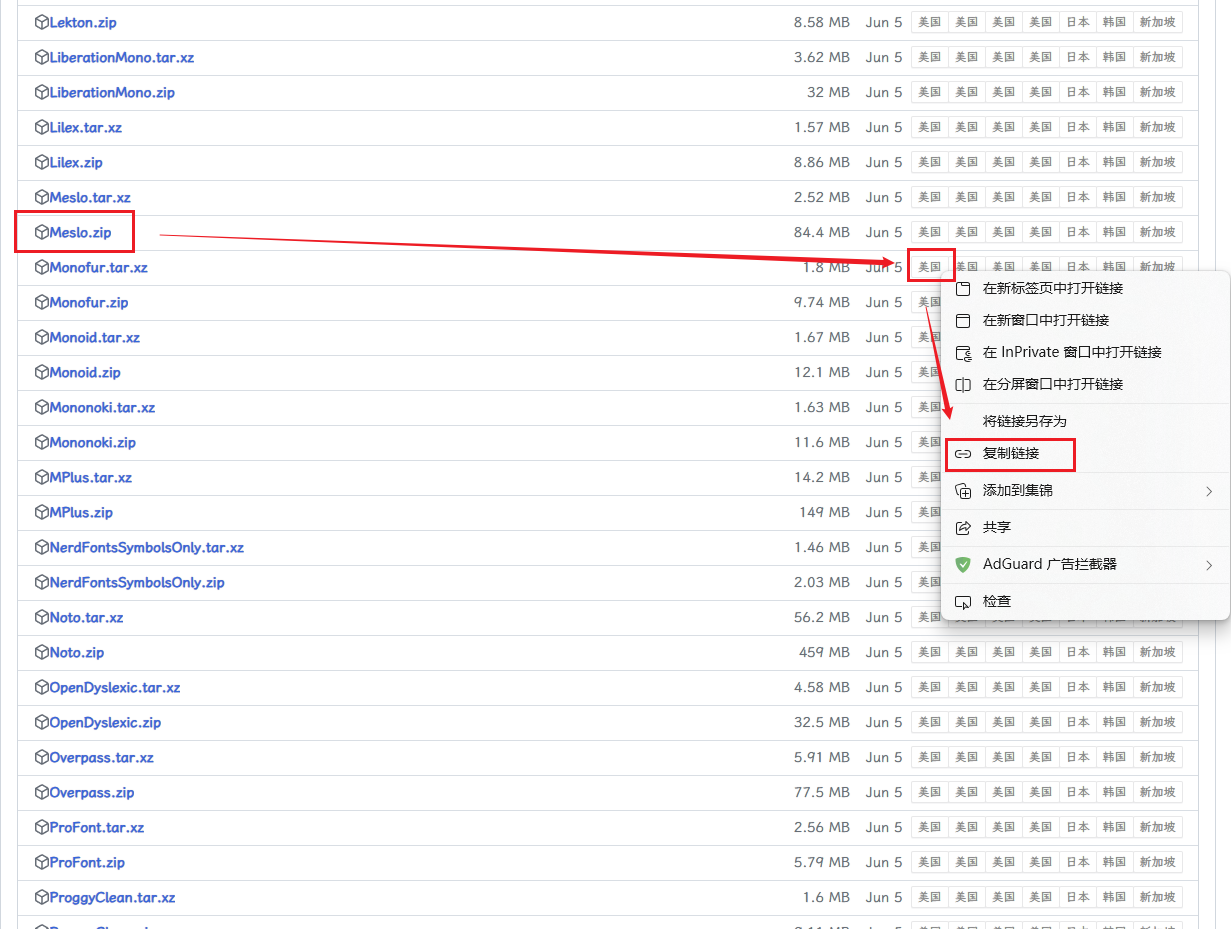 Lekton.zip 8.58 MB Jun 5 美国 美国 美国 美国 日本 韩国 新加坡
LiberationMono.tar.xz 3.62 MB Jun 5 美国 美国 美国 美国 日本 韩国 新加坡
LiberationMono.zip 32 MB Jun 5 美国 美国 美国 美国 日本 韩国 新加坡
Lilex.tar.xz 1.57 MB Jun 5 美国 美国 美国 美国 日本 韩国 新加坡
Lilex.zip 8.86 MB Jun 5 美国 美国 美国 美国 日本 韩国 新加坡
Meslo.tar.xz 2.52 MB Jun 5 美国 美国 美国 美国 日本 韩国 新加坡
Meslo.zip 84.4 MB Jun 5 美国 美国 美国 美国 日本 韩国 新加坡
Monofur.tar.xz 1.8 MB Jun 5 美国 美国 美国 美国 日本 韩国 新加坡
在新标签页中打开链接
Monofur.zip 9.74 MB Jun 5 美国
在新窗口中打开链接
Monoid.tar.xz 1.67 MB Jun 5 美国
在 InPrivate 窗口中打开链接
Monoid.zip 12.1 MB Jun 5 美国
在分屏窗口中打开链接
Mononoki.tar.xz 1.63 MB Jun 5 美国
将链接另存为
Mononoki.zip 11.6 MB Jun 5 美国
复制链接
MPlus.tar.xz 14.2 MB Jun 5 美国
添加到集锦
MPlus.zip 149 MB Jun 5 美国
共享
NerdFontsSymbolsOnly.tar.xz 1.46 MB Jun 5 美国
AdGuard 广告拦截器
NerdFontsSymbolsOnly.zip 2.03 MB Jun 5 美国
检查
Noto.tar.xz 56.2 MB Jun 5 美国
Noto.zip 459 MB Jun 5 美国 美国 美国 美国 日本 韩国 新加坡
OpenDyslexic.tar.xz 4.58 MB Jun 5 美国 美国 美国 美国 日本 韩国 新加坡
OpenDyslexic.zip 32.5 MB Jun 5 美国 美国 美国 美国 日本 韩国 新加坡
Overpass.tar.xz 5.91 MB Jun 5 美国 美国 美国 美国 日本 韩国 新加坡
Overpass.zip 77.5 MB Jun 5 美国 美国 美国 美国 日本 韩国 新加坡
ProFont.tar.xz 2.56 MB Jun 5 美国 美国 美国 美国 日本 韩国 新加坡
ProFont.zip 5.79 MB Jun 5 美国 美国 美国 美国 日本 韩国 新加坡
ProggyClean.tar.xz 1.6 MB Jun 5 美国 美国 美国 美国 日本 韩国 新加坡